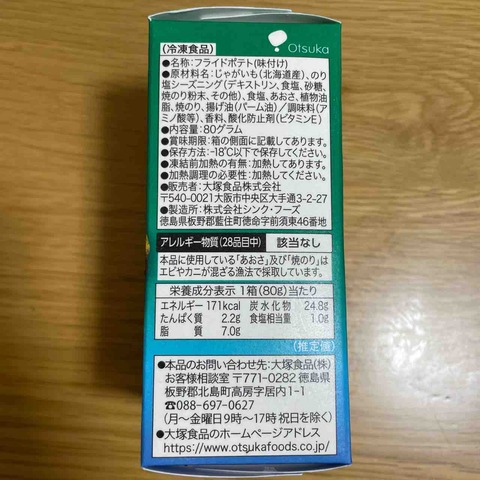 (冷凍食品)
Otsuka
●名称:フライドポテト(味付け)
●原材料名:じゃがいも(北海道産)、のり
塩シーズニング(デキストリン、食塩、砂糖、
焼のり粉末、その他)、食塩、あおさ、植物油
脂、焼のり、揚げ油(パーム油)/調味料(ア
ミノ酸等)、香料、酸化防止剤(ビタミンE)
●内容量:80グラム
●賞味期限:箱の側面に記載してあります。
●保存方法:-18℃以下で保存してください。
●凍結前加熱の有無:加熱してあります。
●加熱調理の必要性:加熱してください。
●販売者:大塚食品株式会社
〒540-0021大阪市中央区大手通3-2-27
●製造所:株式会社シンク・フーズ
徳島県板野郡藍住町徳命字前須東46番地
アレルギー物質(28品目中) 該当なし
本品に使用している「あおさ」及び「焼のり」は
エビやカニが混ざる漁法で採取しています。
栄養成分表示 1箱(80g)当たり
エネルギー 171kcal 炭水化物 24.8g
たんぱく質 2.2g 食塩相当量 1.0g
脂質 7.0g
(推定値)
●本品のお問い合わせ先:大塚食品(株)
お客様相談室 〒771-0282 徳島県
板野郡北島町高房字居内1-1
☎088-697-0627
(月〜金曜日9時〜17時 祝日を除く)
●大塚食品のホームページアドレス
https://www.otsukafoods.co.jp/